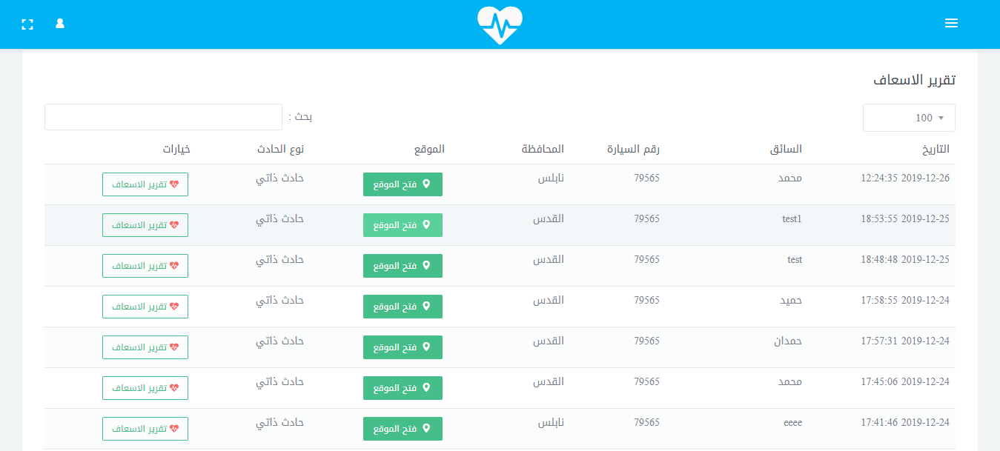 تقرير الاسعاف
100
بحث :
التاريخ السائق رقم السيارة المحافظة الموقع نوع الحادث خيارات
2019-12-26 12:24:35 محمد 79565 نابلس فتح الموقع حادث ذاتي تقرير الاسعاف
2019-12-25 18:53:55 test1 79565 القدس فتح الموقع حادث ذاتي تقرير الاسعاف
2019-12-25 18:48:48 test 79565 القدس فتح الموقع حادث ذاتي تقرير الاسعاف
2019-12-24 17:58:55 حميد 79565 القدس فتح الموقع حادث ذاتي تقرير الاسعاف
2019-12-24 17:57:31 حمدان 79565 القدس فتح الموقع حادث ذاتي تقرير الاسعاف
2019-12-24 17:45:06 محمد 79565 القدس فتح الموقع حادث ذاتي تقرير الاسعاف
2019-12-24 17:41:46 eeee 79565 نابلس فتح الموقع حادث ذاتي تقرير الاسعاف